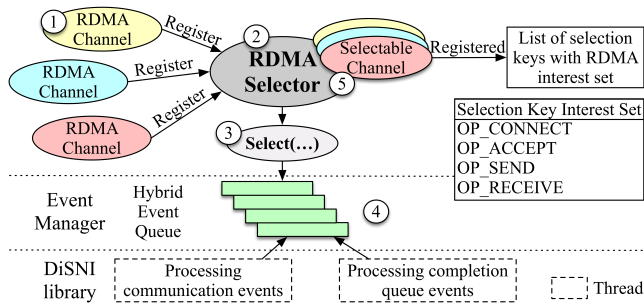 1
RDMA
Channel
Register
RDMA
Channel
Register
RDMA
Channel
Register
2
RDMA
Selector
5
Selectable
Channel
Registered
List of selection
keys with RDMA
interest set
3
Select(…)
Selection Key Interest Set
OP_CONNECT
OP_ACCEPT
OP_SEND
OP_RECEIVE
Event
Manager
Hybrid
Event
Queue
4
DiSNI
library
Processing
communication events
Processing completion
queue events
Thread